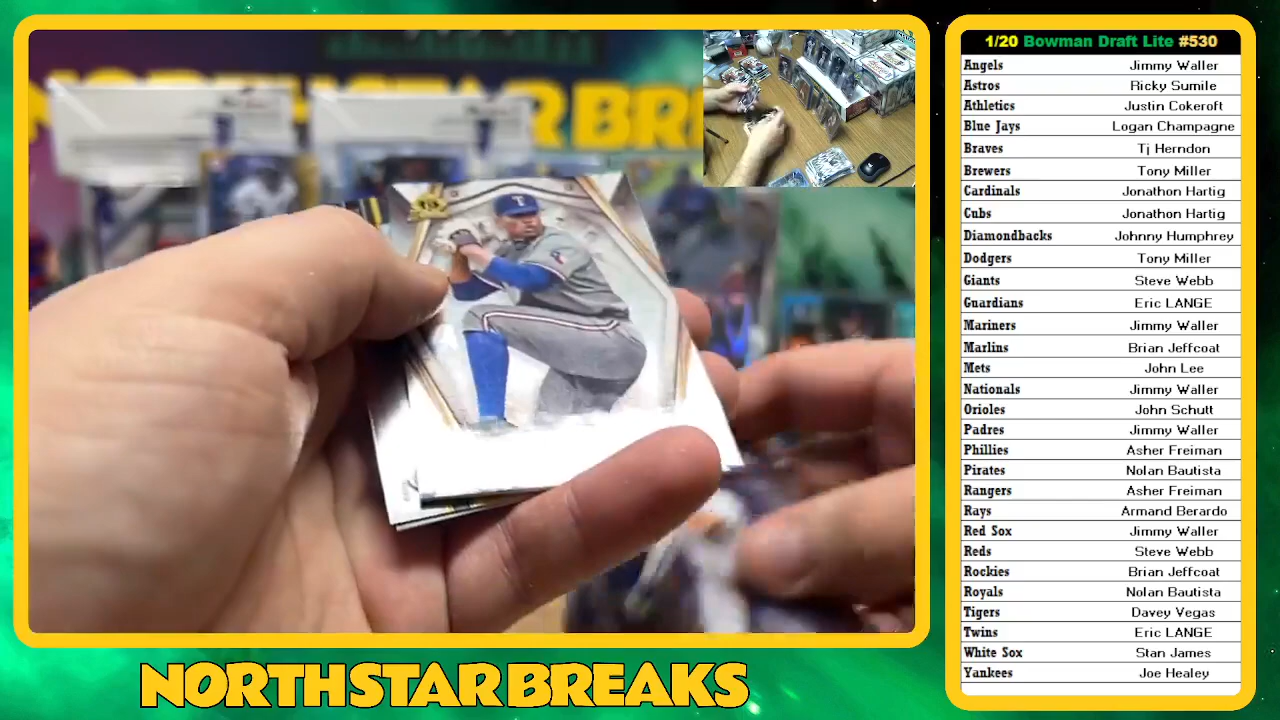 NORTHSTAR BREAKS
1/20 Bowman Draft Lite #530
Angels Jimmy Waller
Astros Ricky Sumile
Athletics Justin Cokeroft
Blue Jays Logan Champagne
Braves Tj Herndon
Brewers Tony Miller
Cardinals Jonathon Hartig
Cubs Jonathon Hartig
Diamondbacks Johnny Humphrey
Dodgers Tony Miller
Giants Steve Webb
Guardians Eric LANGE
Mariners Jimmy Waller
Marlins Brian Jeffcoat
Mets John Lee
Nationals Jimmy Waller
Orioles John Schutt
Padres Jimmy Waller
Phillies Asher Freiman
Pirates Nolan Bautista
Rangers Asher Freiman
Rays Armand Berardo
Red Sox Jimmy Waller
Reds Steve Webb
Rockies Brian Jeffcoat
Royals Nolan Bautista
Tigers Davey Vegas
Twins Eric LANGE
White Sox Stan James
Yankees Joe Healey
T